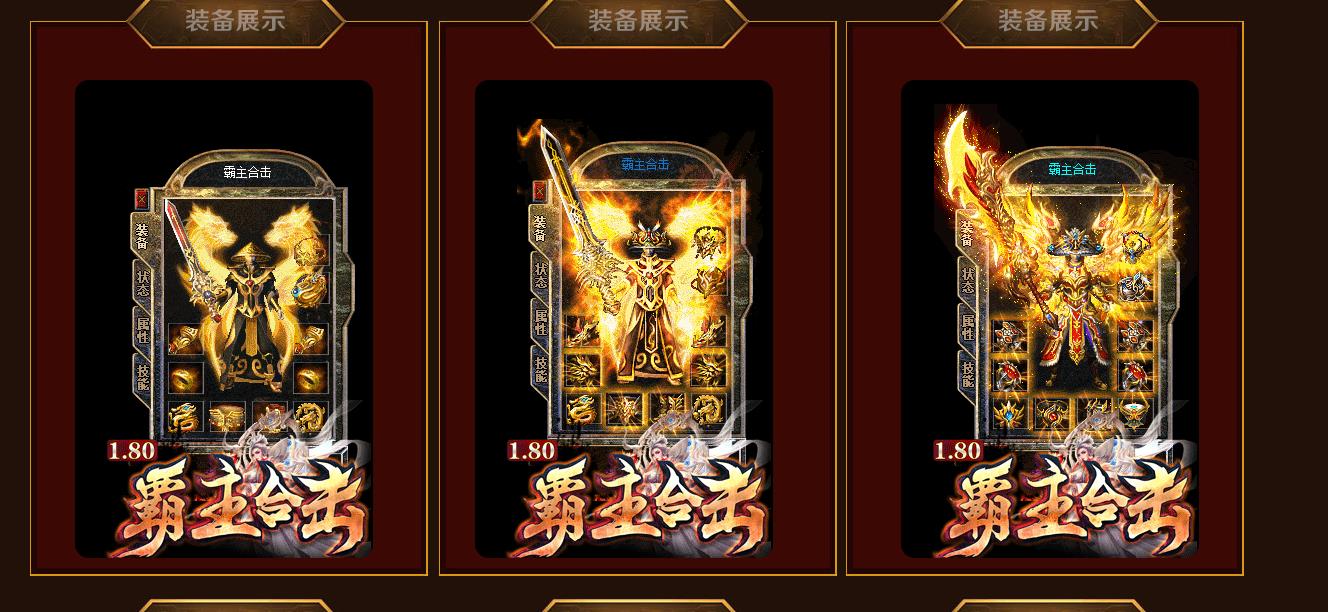 装备展示
霸主合击
装备
状态
属性
技能
1.80
霸主合击
装备展示
霸主合击
装备
状态
属性
技能
1.80
霸主合击
装备展示
霸主合击
装备
状态
属性
技能
1.80
霸主合击